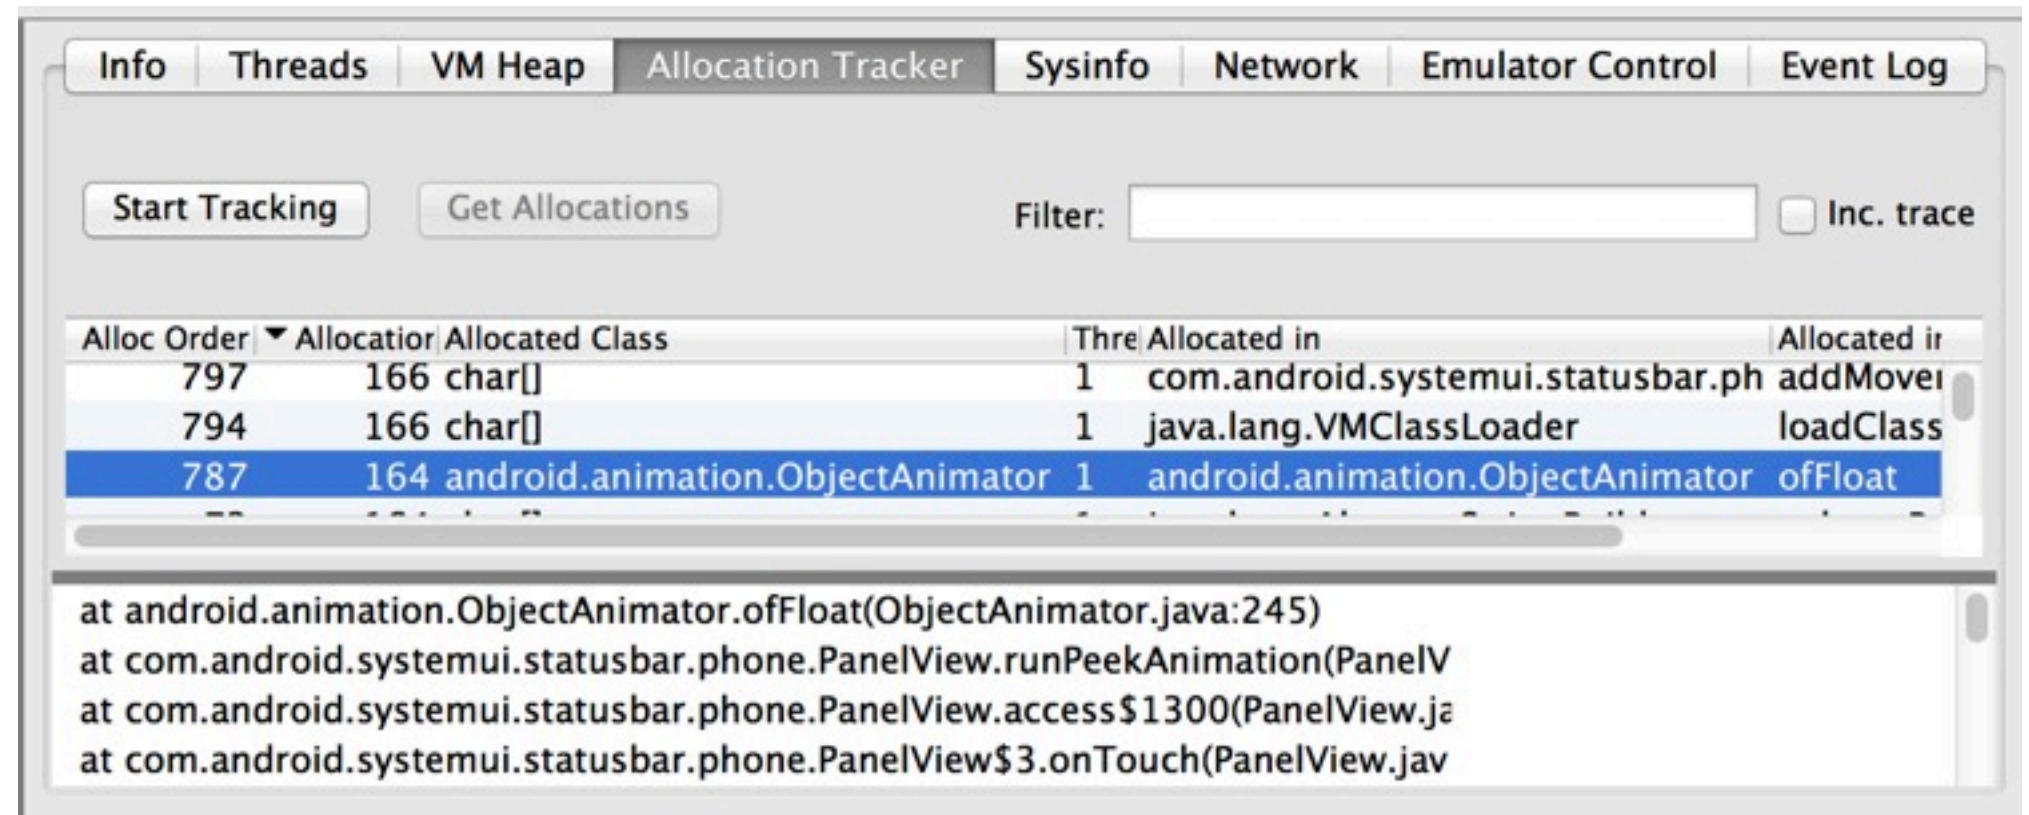 Info Threads VM Heap Allocation Tracker Sysinfo Network Emulator Control Event Log
Start Tracking Get Allocations Filter: Inc. trace
Alloc Order Allocation Allocated Class Thre Allocated in Allocated in
797 166 char[] 1 com.android.systemui.statusbar.ph addMover
794 166 char[] 1 java.lang.VMClassLoader loadClass
787 164 android.animation.ObjectAnimator 1 android.animation.ObjectAnimator ofFloat
at android.animation.ObjectAnimator.ofFloat(ObjectAnimator.java:245)
at com.android.systemui.statusbar.phone.PanelView.runPeekAnimation(PanelV
at com.android.systemui.statusbar.phone.PanelView.access$1300(PanelView.ja
at com.android.systemui.statusbar.phone.PanelView$3.onTouch(PanelView.jav